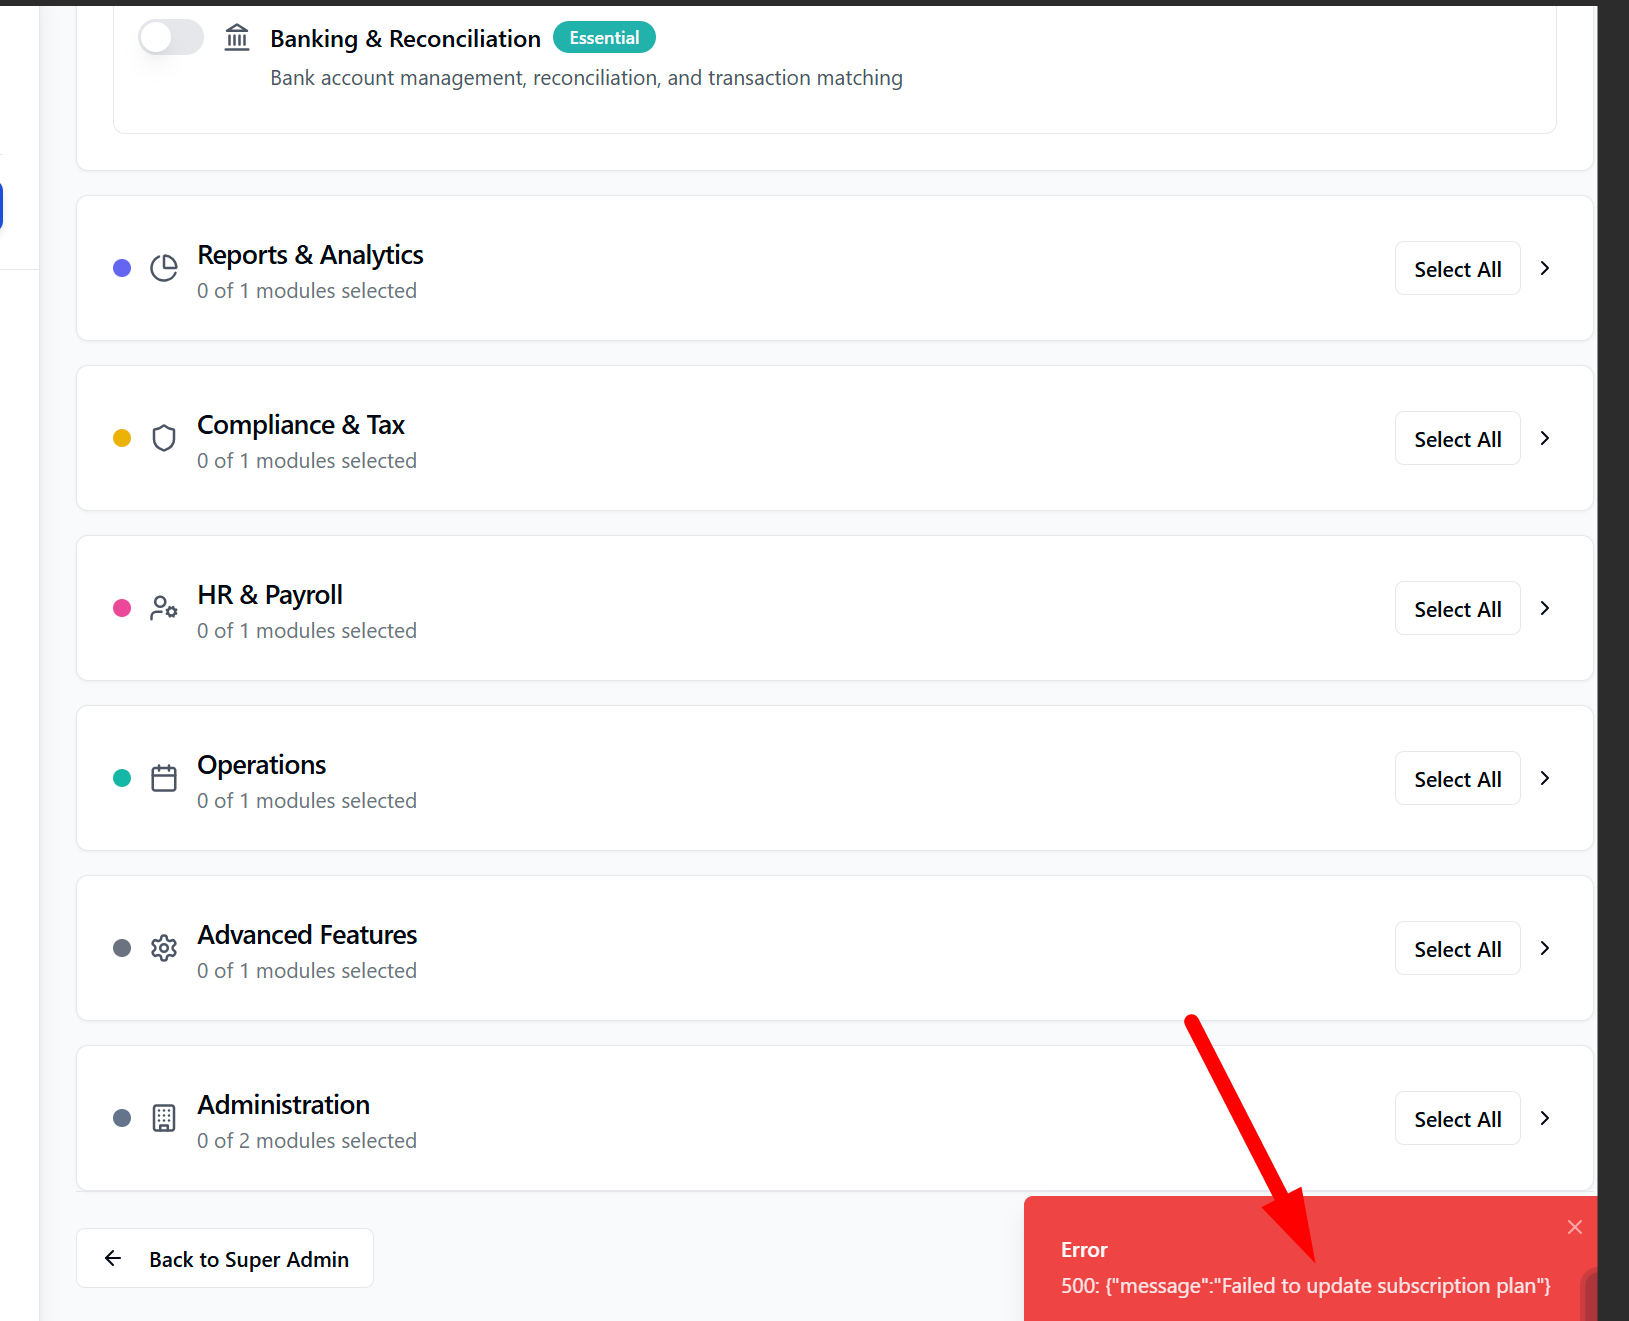 Banking & Reconciliation
Essential
Bank account management, reconciliation, and transaction matching
Reports & Analytics
0 of 1 modules selected
Select All
Compliance & Tax
0 of 1 modules selected
Select All
HR & Payroll
0 of 1 modules selected
Select All
Operations
0 of 1 modules selected
Select All
Advanced Features
0 of 1 modules selected
Select All
Administration
0 of 2 modules selected
Select All
Back to Super Admin
Error
500: {"message":"Failed to update subscription plan"}